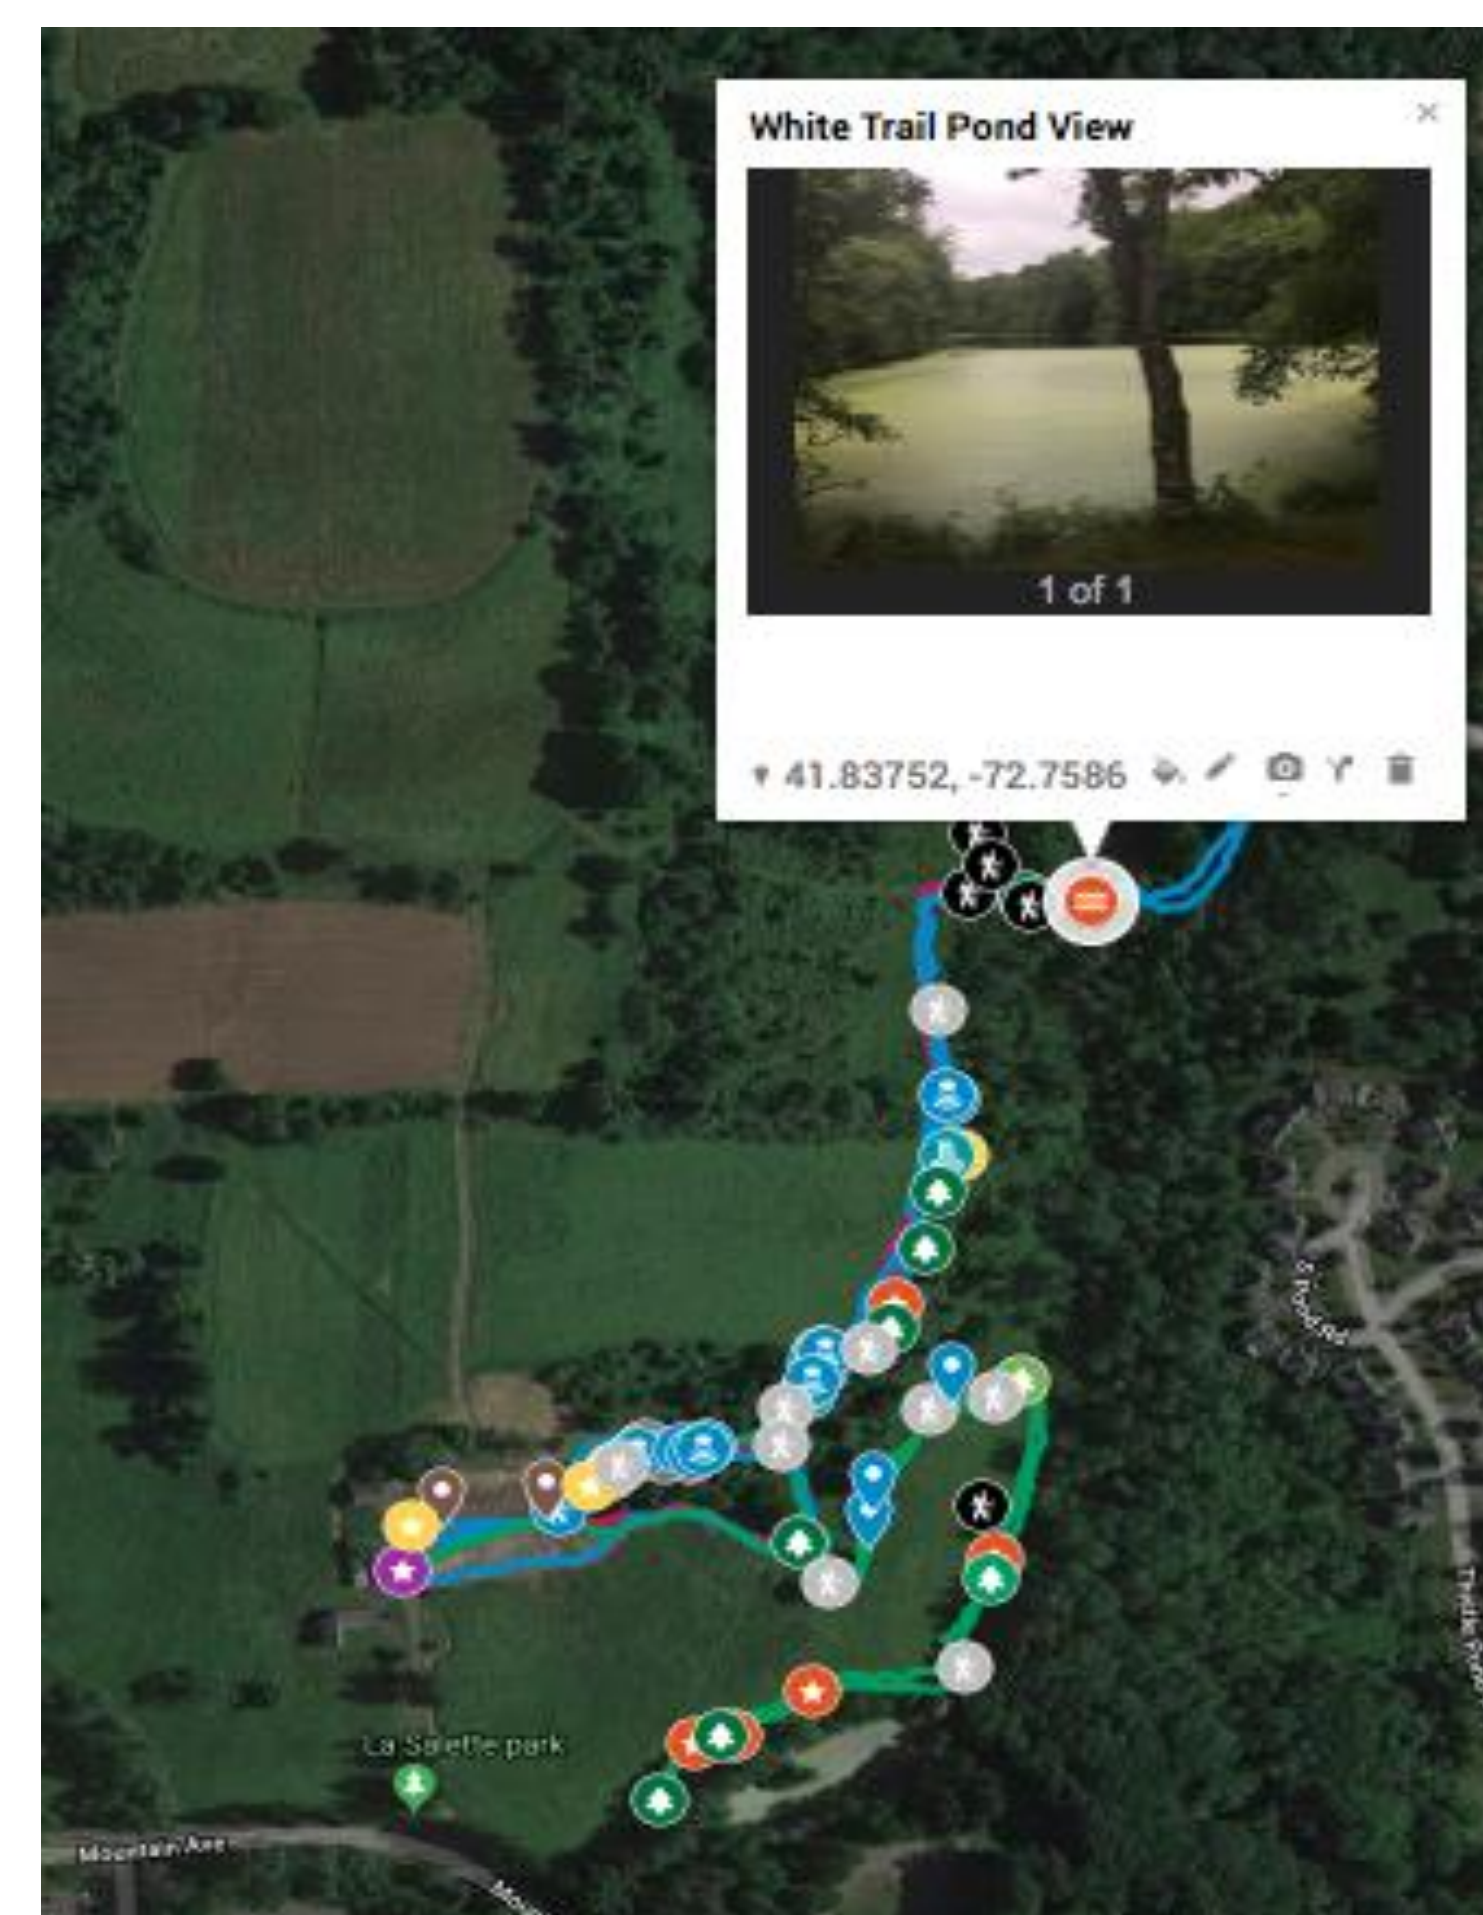 White Trail Pond View
1 of 1
41.83752, -72.7586
La Salette park
Mountain Ave